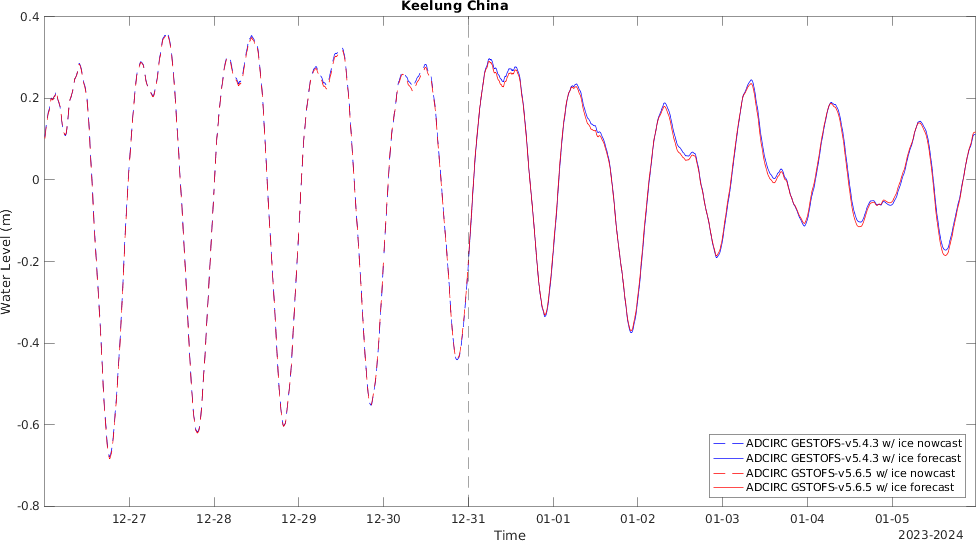 Keelung China
0.4
0.2
0
-0.2
-0.4
-0.6
-0.8
Water Level (m)
12-27
12-28
12-29
12-30
12-31
01-01
01-02
01-03
01-04
01-05
Time
2023-2024
ADCIRC GESTOFS-v5.4.3 w/ ice nowcast
ADCIRC GESTOFS-v5.4.3 w/ ice forecast
ADCIRC GSTOFS-v5.6.5 w/ ice nowcast
ADCIRC GSTOFS-v5.6.5 w/ ice forecast